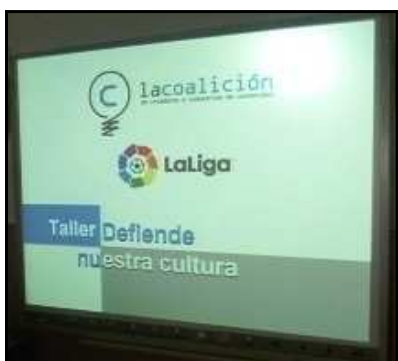 C
lacoalición
LaLiga
Taller Defiende
nuestra cultura